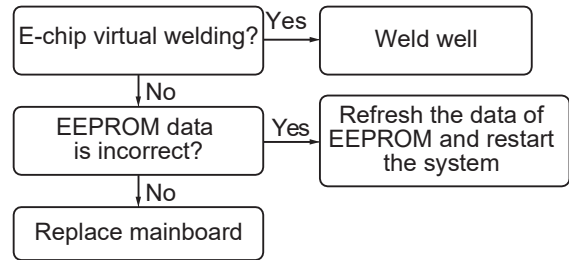 E-chip virtual welding?
Yes
Weld well
No
EEPROM data
is incorrect?
Yes
Refresh the data of
EEPROM and restart
the system
No
Replace mainboard